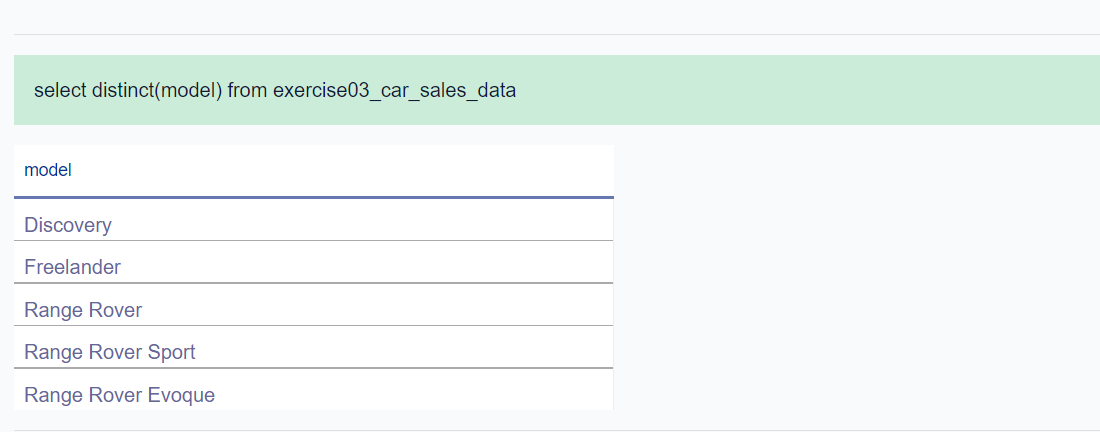 select distinct(model) from exercise03_car_sales_data
model
Discovery
Freelander
Range Rover
Range Rover Sport
Range Rover Evoque